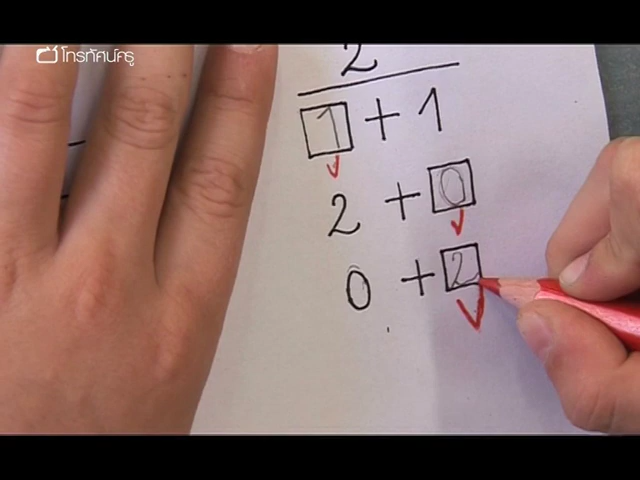 โทรทัศน์ครู
2
1 + 1
2 + 0
0 + 2